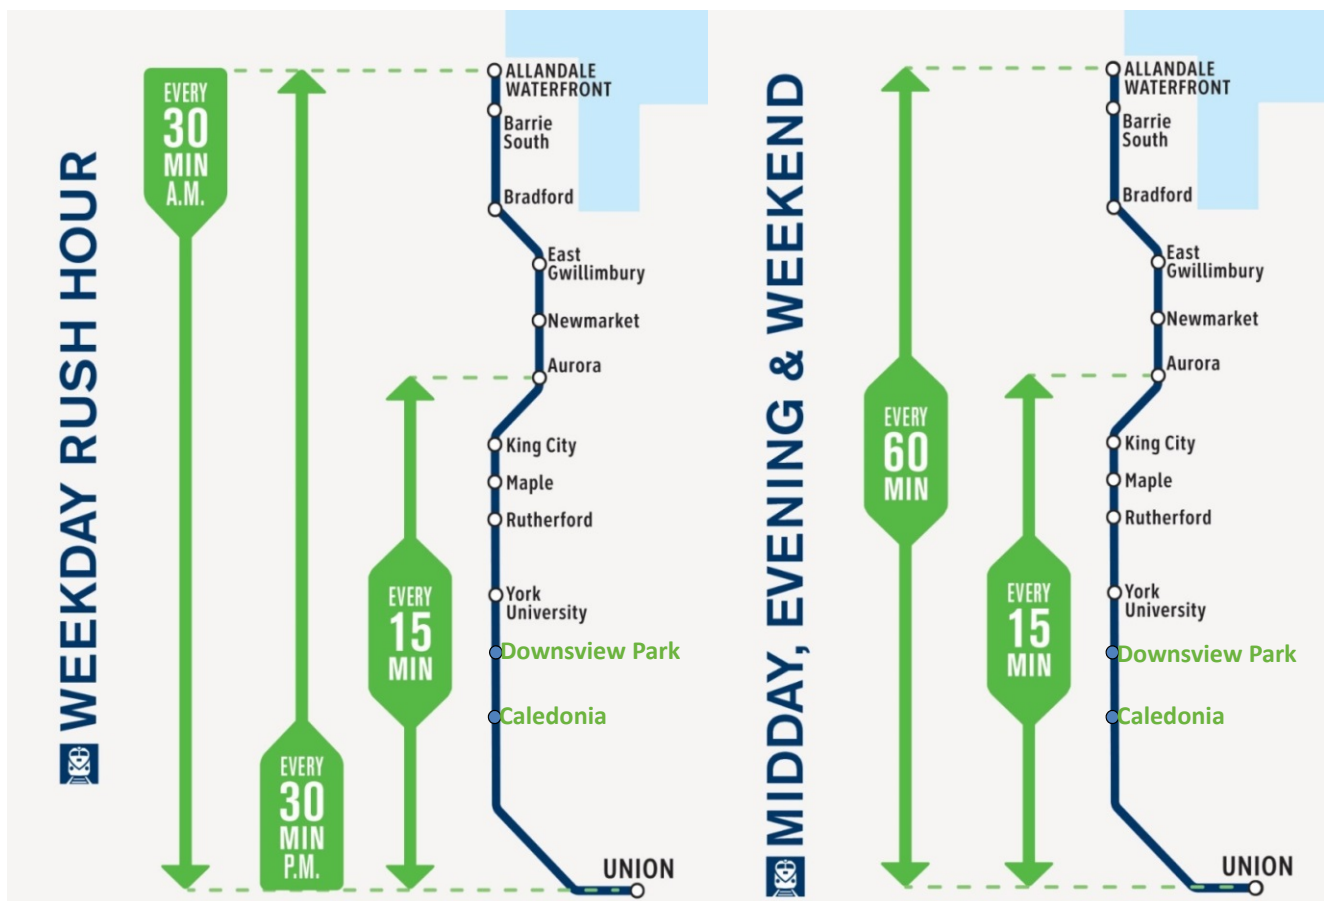 WEEKDAY RUSH HOUR
EVERY
30
MIN
A.M.
EVERY
30
MIN
P.M.
EVERY
15
MIN
ALLANDALE
WATERFRONT
Barrie
South
Bradford
East
Gwillimbury
Newmarket
Aurora
King City
Maple
Rutherford
York
University
Downsview Park
Caledonia
UNION
MIDDAY, EVENING & WEEKEND
EVERY
60
MIN
EVERY
15
MIN
ALLANDALE
WATERFRONT
Barrie
South
Bradford
East
Gwillimbury
Newmarket
Aurora
King City
Maple
Rutherford
York
University
Downsview Park
Caledonia
UNION